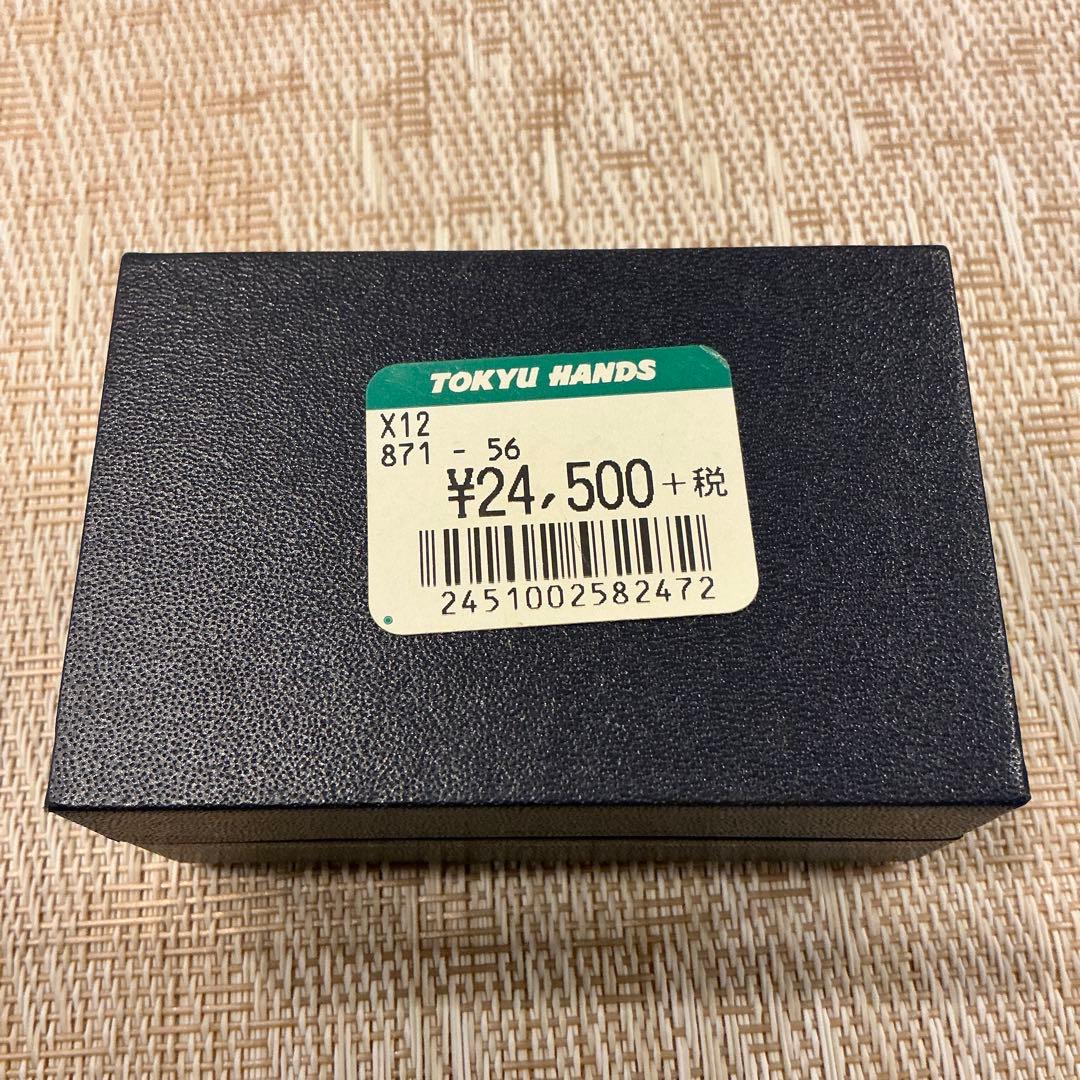 TOKYU HANDS
X12
871 - 56
¥24,500+税
2451002582472